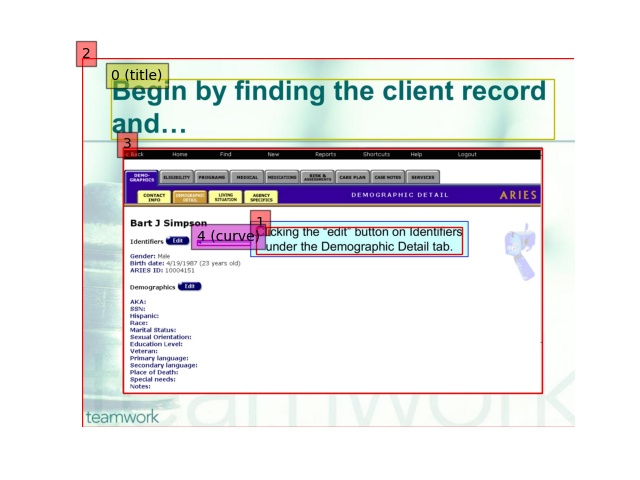 2
0 (title)
Begin by finding the client record
and…
3
< Back Home Find New Reports Shortcuts Help Logout
DEMO-GRAPHICS ELIGIBILITY PROGRAMS MEDICAL MEDICATIONS RISK & ASSESSMENTS CARE PLAN CASE NOTES SERVICES
CONTACT INFO DEMOGRAPHIC DETAIL LIVING SITUATION AGENCY SPECIFICS DEMOGRAPHIC DETAIL ARIES
Bart J Simpson
1
Identifiers Edit
4 (curve)
Clicking the "edit" button on Identifiers
under the Demographic Detail tab.
Gender: Male
Birth date: 4/19/1987 (23 years old)
ARIES ID: 10004151
Demographics Edit
AKA:
SSN:
Hispanic:
Race:
Marital Status:
Sexual Orientation:
Education Level:
Veteran:
Primary language:
Secondary language:
Place of Death:
Special needs:
Notes:
teamwork
teamwork